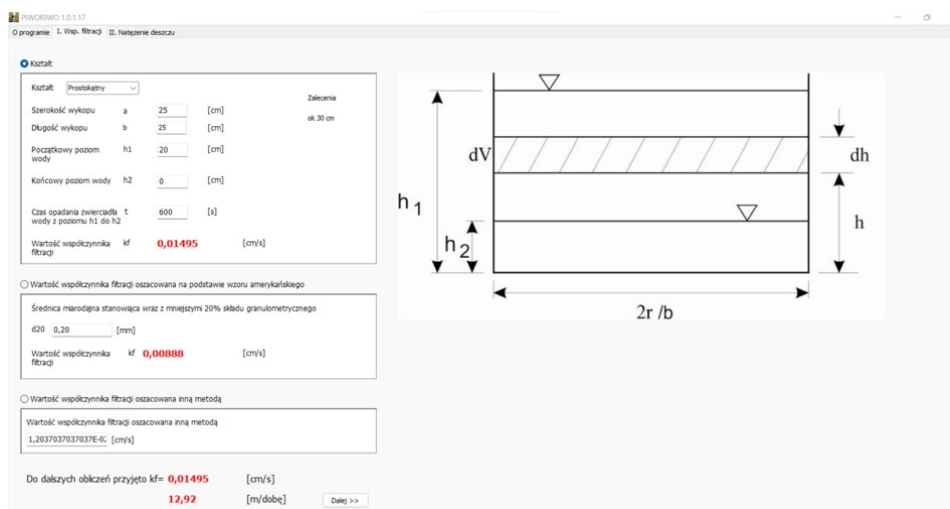 PIWORIWO 1.0.1.17
O programie I. Wsp. filtracji II. Natężenie deszczu
Kształt
Kształt Prostokątny
Zalecenia
Szerokość wykopu a 25 [cm]
ok 30 cm
Długość wykopu b 25 [cm]
Początkowy poziom wody h1 20 [cm]
Końcowy poziom wody h2 0 [cm]
Czas opadania zwierciadła wody z poziomu h1 do h2 t 600 [s]
Wartość współczynnika filtracji kf 0,01495 [cm/s]
Wartość współczynnika filtracji oszacowana na podstawie wzoru amerykańskiego
Średnica miarodajna stanowiąca wraz z mniejszymi 20% składu granulometrycznego
d20 0,20 [mm]
Wartość współczynnika filtracji kf 0,00888 [cm/s]
Wartość współczynnika filtracji oszacowana inną metodą
Wartość współczynnika filtracji oszacowana inną metodą
1,2037037037037E-02 [cm/s]
Do dalszych obliczeń przyjęto kf= 0,01495 [cm/s]
12,92 [m/dobę] Dalej >>
dV
dh
h1
h
h2
2r /b